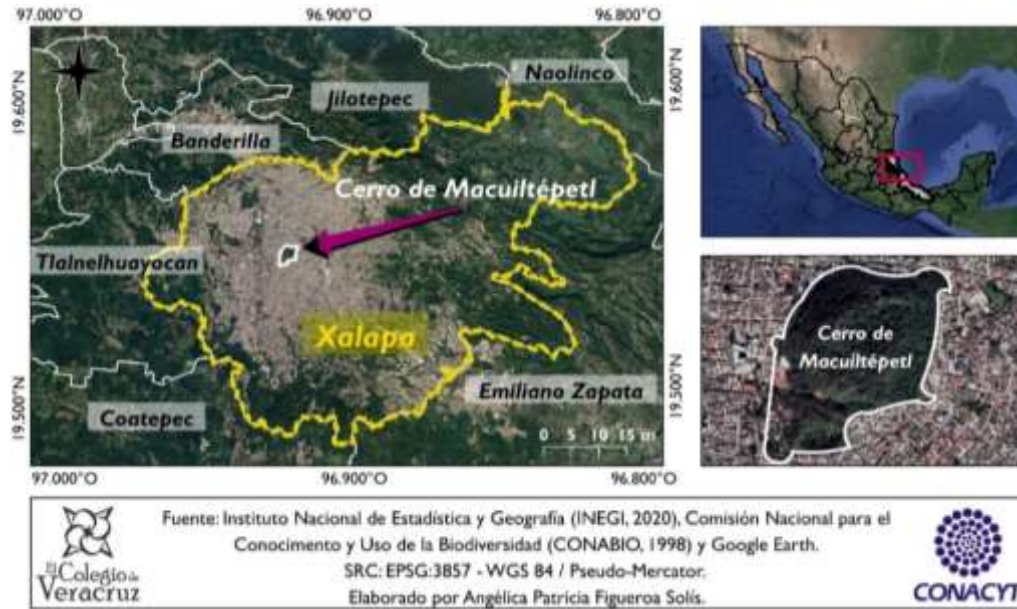 97.000°O 96.900°O 96.800°O
19.600°N
19.600°N
Naolinco
Jilotepec
Banderilla
Cerro de Macuiltépetl
Tlalnelhuayocan
Xalapa
Emiliano Zapata
Coatepec
19.500°N
19.500°N
0 5 10 15 m
97.000°O 96.900°O 96.800°O
Cerro de
Macuiltépetl
El Colegio de
Veracruz
Fuente: Instituto Nacional de Estadística y Geografía (INEGI, 2020), Comisión Nacional para el
Conocimiento y Uso de la Biodiversidad (CONABIO, 1998) y Google Earth.
SRC: EPSG:3857 - WGS 84 / Pseudo-Mercator.
Elaborado por Angélica Patricia Figueroa Solís.
CONACYT